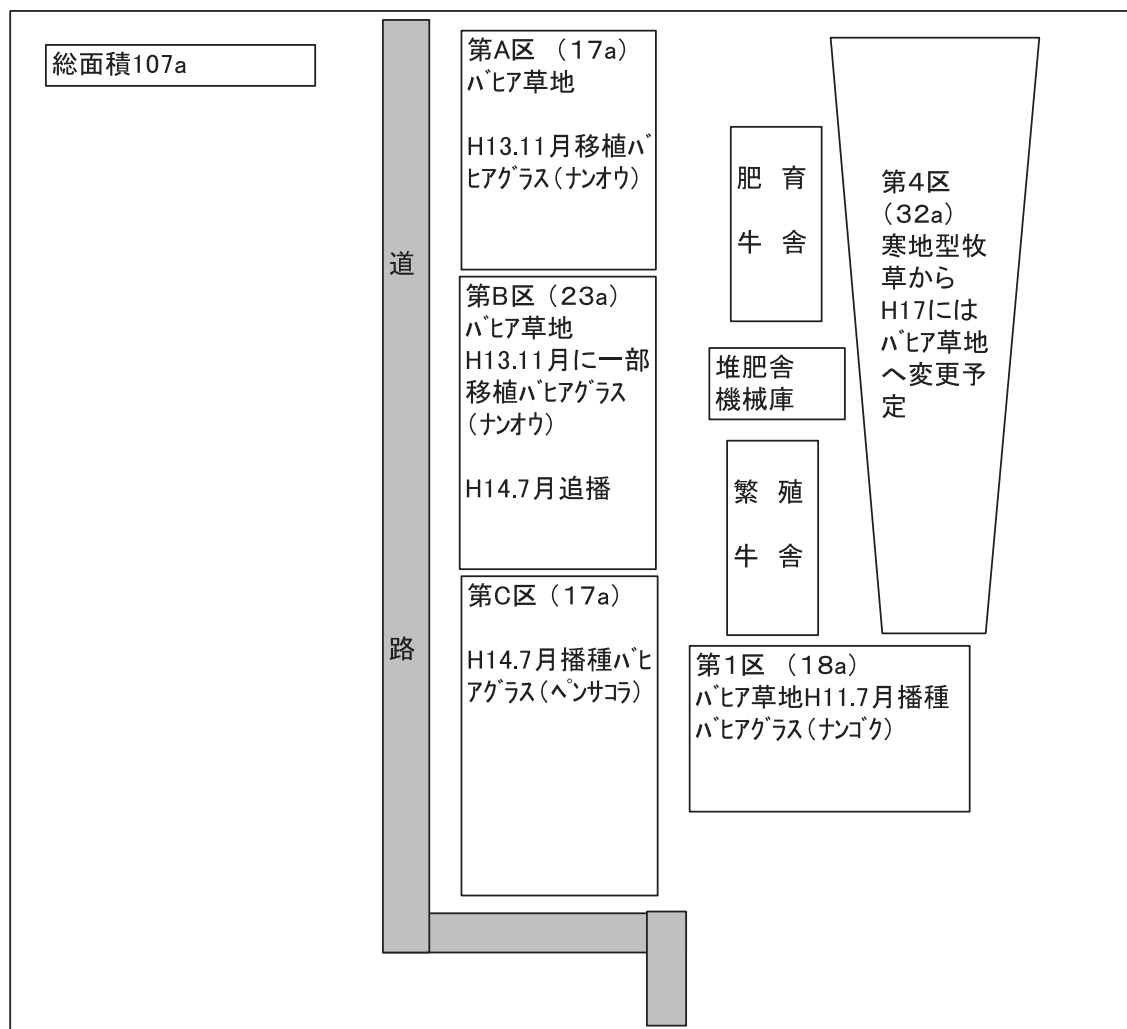 総面積107a
道
路
第A区 （17a）
ﾊﾞﾋｱ草地
H13.11月移植ﾊﾞ
ﾋｱｸﾞﾗｽ（ﾅﾝｵｳ）
第B区 （23a）
ﾊﾞﾋｱ草地
H13.11月に一部
移植ﾊﾞﾋｱｸﾞﾗｽ
（ﾅﾝｵｳ）
H14.7月追播
第C区 （17a）
H14.7月播種ﾊﾞﾋ
ｱｸﾞﾗｽ（ﾍﾟﾝｻｺﾗ）
肥 育
牛 舎
堆肥舎
機械庫
繁 殖
牛 舎
第4区
（32a）
寒地型牧
草から
H17には
ﾊﾞﾋｱ草地
へ変更予
定
第1区 （18a）
ﾊﾞﾋｱ草地H11.7月播種
ﾊﾞﾋｱｸﾞﾗｽ（ﾅﾝｺﾞｸ）